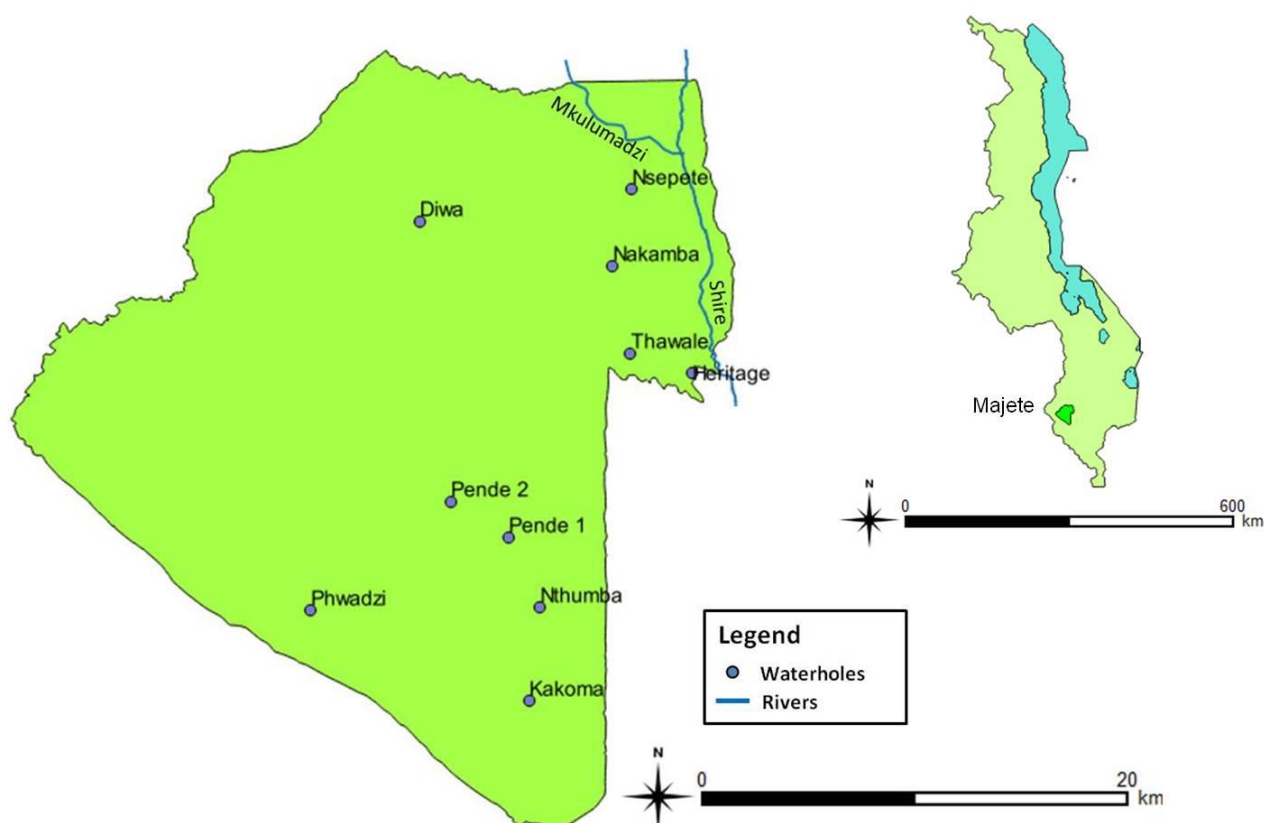 Mkulumadzi
Nsepete
Diwa
Nakamba
Shire
Thawale
Heritage
Pende 2
Pende 1
Phwadzi
Nthumba
Kakoma
Majete
N
0 600
km
Legend
Waterholes
Rivers
N
0 20
km